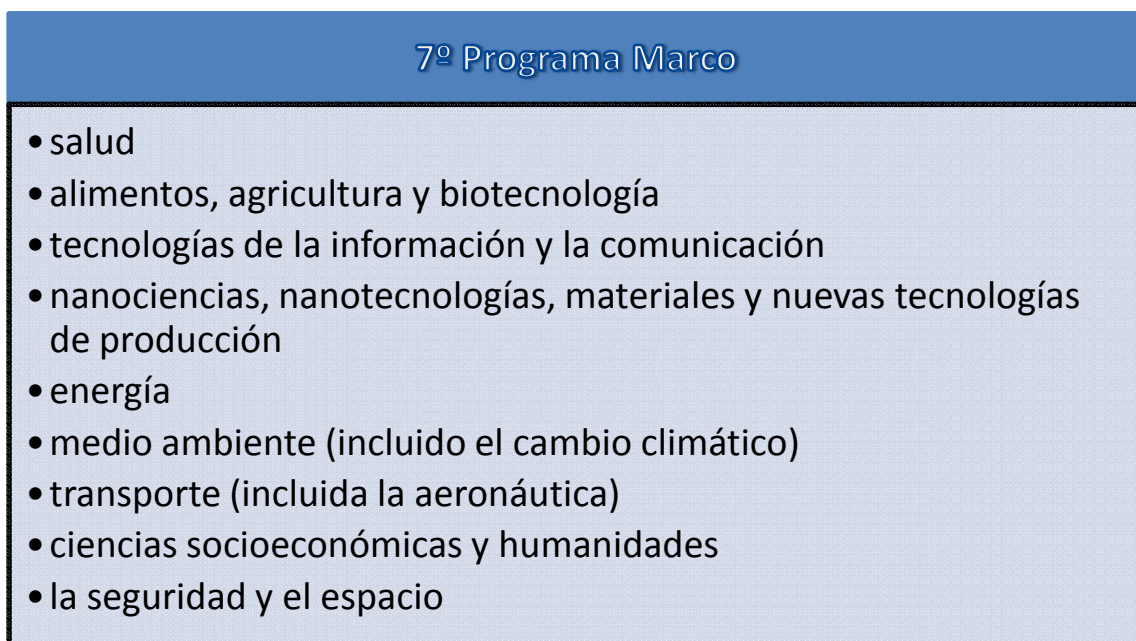 7º Programa Marco
•salud
•alimentos, agricultura y biotecnología
•tecnologías de la información y la comunicación
•nanociencias, nanotecnologías, materiales y nuevas tecnologías
de producción
•energía
•medio ambiente (incluido el cambio climático)
•transporte (incluida la aeronáutica)
•ciencias socioeconómicas y humanidades
•la seguridad y el espacio